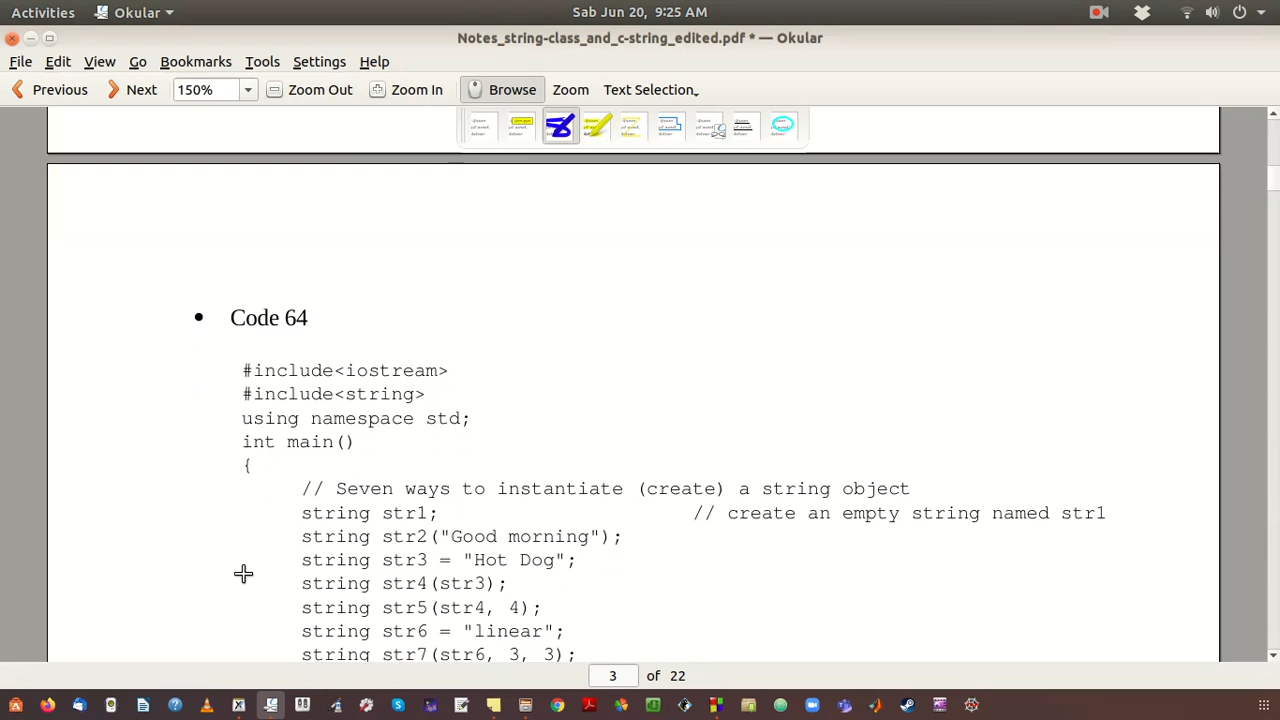 Activities Okular Sab Jun 20, 9:25 AM
Notes_string-class_and_c-string_edited.pdf * — Okular
File Edit View Go Bookmarks Tools Settings Help
Previous Next 150% Zoom Out Zoom In Browse Zoom Text Selection
• Code 64
#include<iostream>
#include<string>
using namespace std;
int main()
{
// Seven ways to instantiate (create) a string object
string str1; // create an empty string named str1
string str2("Good morning");
string str3 = "Hot Dog";
string str4(str3);
string str5(str4, 4);
string str6 = "linear";
string str7(str6, 3, 3);
3 of 22